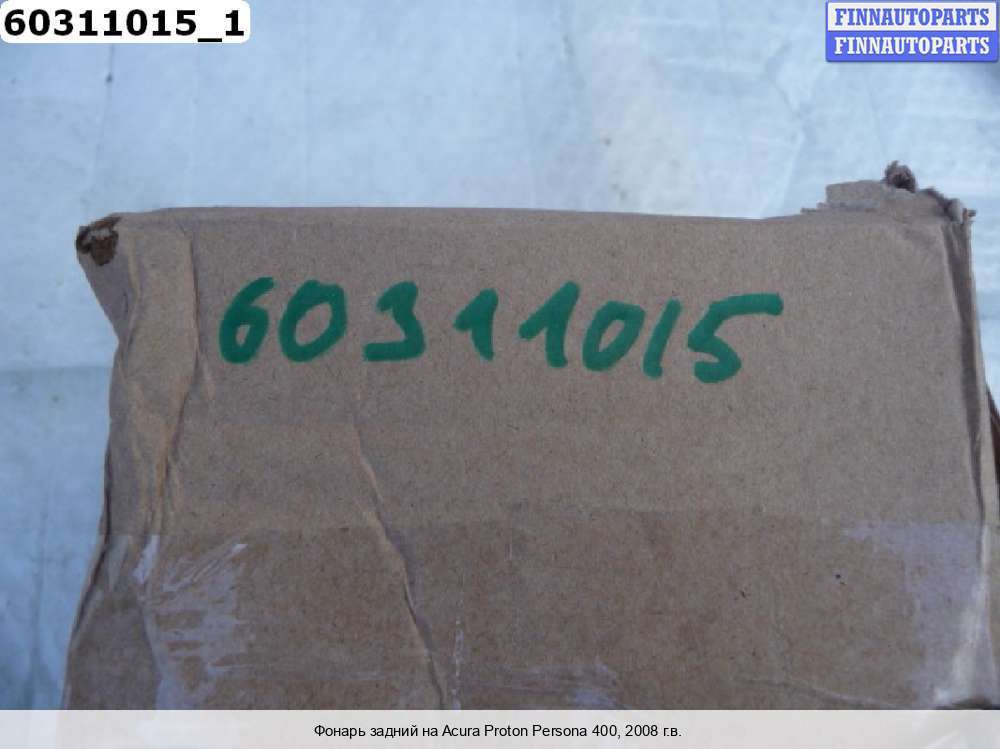 60311015_1
FINNAUTOPARTS
FINNAUTOPARTS
60311015
Фонарь задний на Acura Proton Persona 400, 2008 г.в.